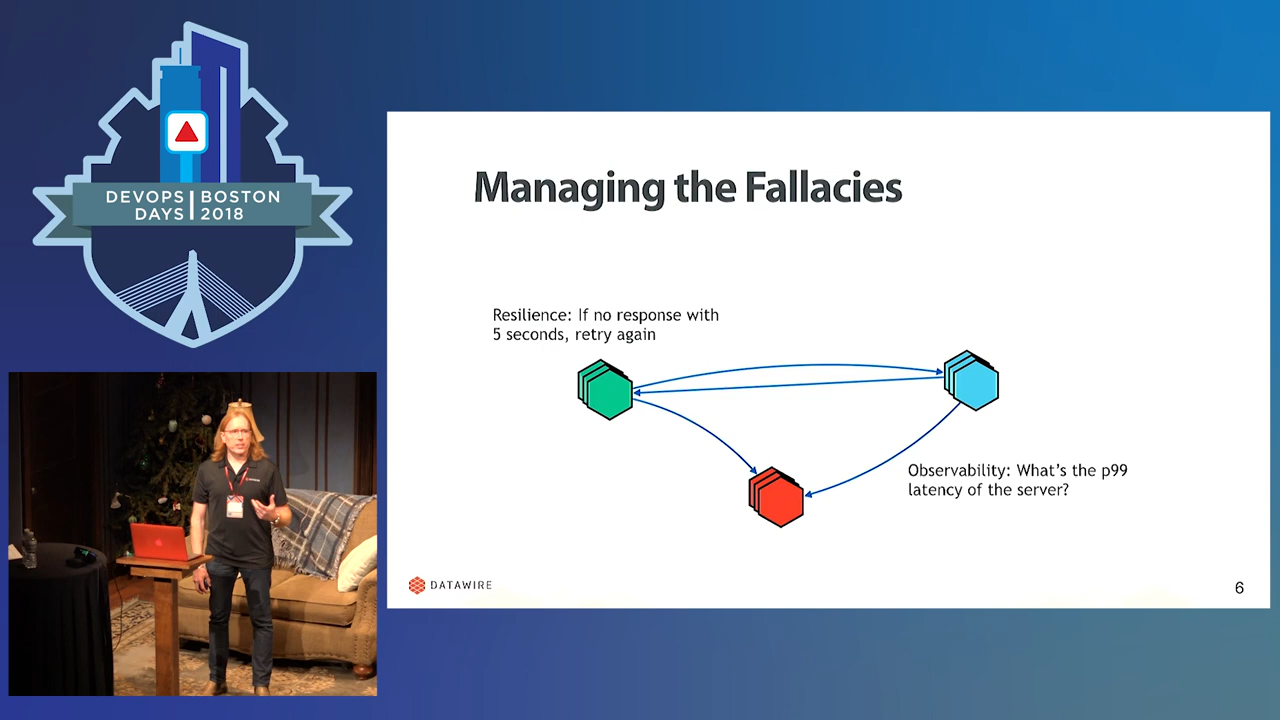 DEVOPS BOSTON
DAYS 2018
Managing the Fallacies
Resilience: If no response with
5 seconds, retry again
Observability: What's the p99
latency of the server?
DATAWIRE
6